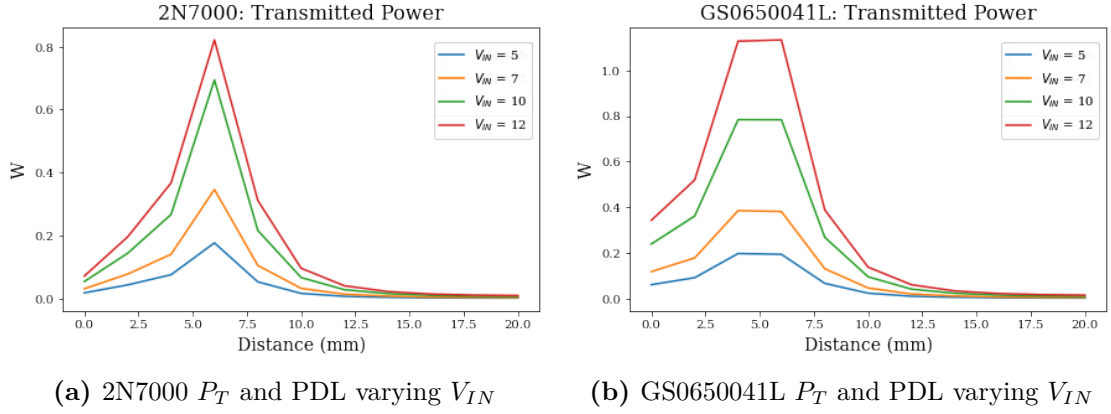 2N7000: Transmitted Power
W
0.8
0.6
0.4
0.2
0.0
V_IN = 5
V_IN = 7
V_IN = 10
V_IN = 12
0.0 2.5 5.0 7.5 10.0 12.5 15.0 17.5 20.0
Distance (mm)
(a) 2N7000 P_T and PDL varying V_IN
GS0650041L: Transmitted Power
W
1.0
0.8
0.6
0.4
0.2
0.0
V_IN = 5
V_IN = 7
V_IN = 10
V_IN = 12
0.0 2.5 5.0 7.5 10.0 12.5 15.0 17.5 20.0
Distance (mm)
(b) GS0650041L P_T and PDL varying V_IN